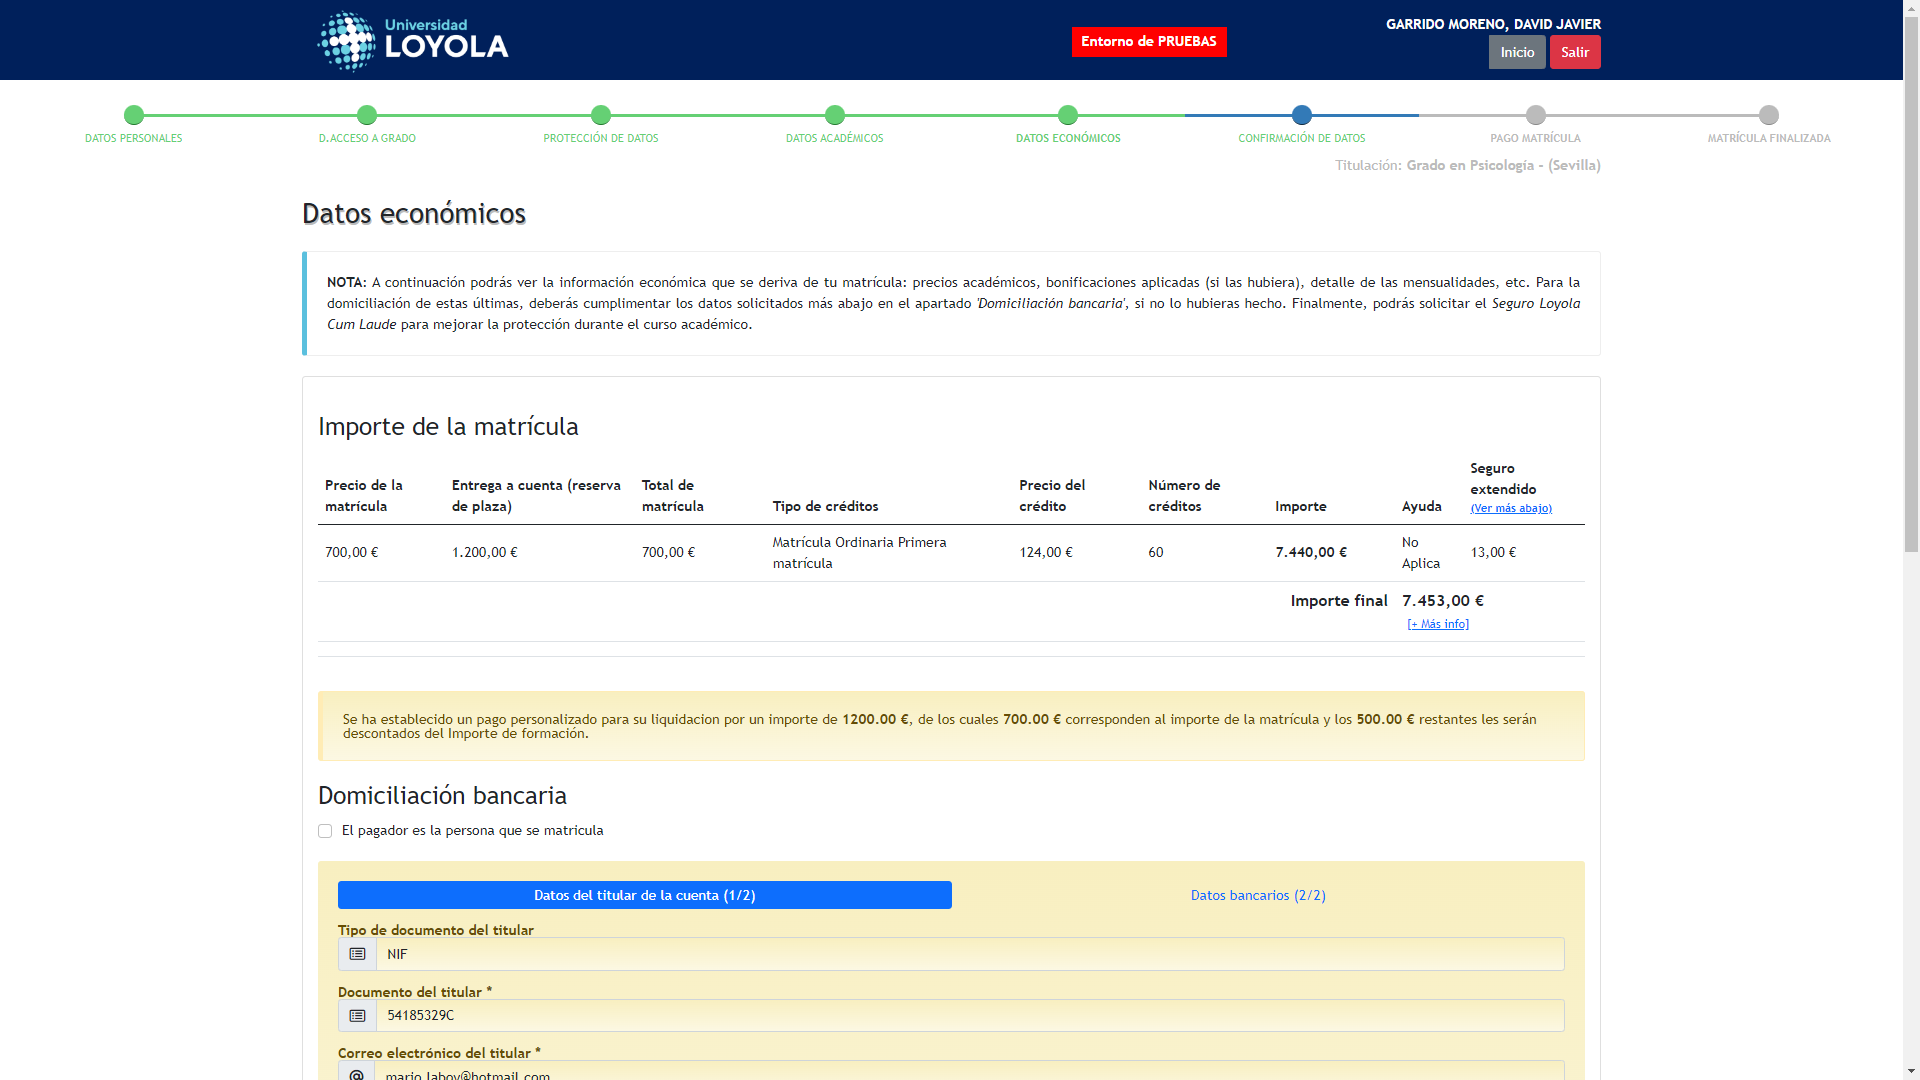 Universidad
LOYOLA
Entorno de PRUEBAS
GARRIDO MORENO, DAVID JAVIER
Inicio Salir
DATOS PERSONALES D.ACCESO A GRADO PROTECCIÓN DE DATOS DATOS ACADÉMICOS DATOS ECONÓMICOS CONFIRMACIÓN DE DATOS PAGO MATRÍCULA MATRÍCULA FINALIZADA
Titulación: Grado en Psicología - (Sevilla)
Datos económicos
NOTA: A continuación podrás ver la información económica que se deriva de tu matrícula: precios académicos, bonificaciones aplicadas (si las hubiera), detalle de las mensualidades, etc. Para la
domiciliación de estas últimas, deberás cumplimentar los datos solicitados más abajo en el apartado 'Domiciliación bancaria', si no lo hubieras hecho. Finalmente, podrás solicitar el Seguro Loyola
Cum Laude para mejorar la protección durante el curso académico.
Importe de la matrícula
Precio de la matrícula
Entrega a cuenta (reserva de plaza)
Total de matrícula
Tipo de créditos
Precio del crédito
Número de créditos
Importe
Ayuda
Seguro extendido
(Ver más abajo)
700,00 €
1.200,00 €
700,00 €
Matrícula Ordinaria Primera matrícula
124,00 €
60
7.440,00 €
No Aplica
13,00 €
Importe final 7.453,00 €
[+ Más info]
Se ha establecido un pago personalizado para su liquidacion por un importe de 1200.00 €, de los cuales 700.00 € corresponden al importe de la matrícula y los 500.00 € restantes les serán
descontados del Importe de formación.
Domiciliación bancaria
El pagador es la persona que se matricula
Datos del titular de la cuenta (1/2) Datos bancarios (2/2)
Tipo de documento del titular
NIF
Documento del titular *
54185329C
Correo electrónico del titular *
mario.laboy@hotmail.com